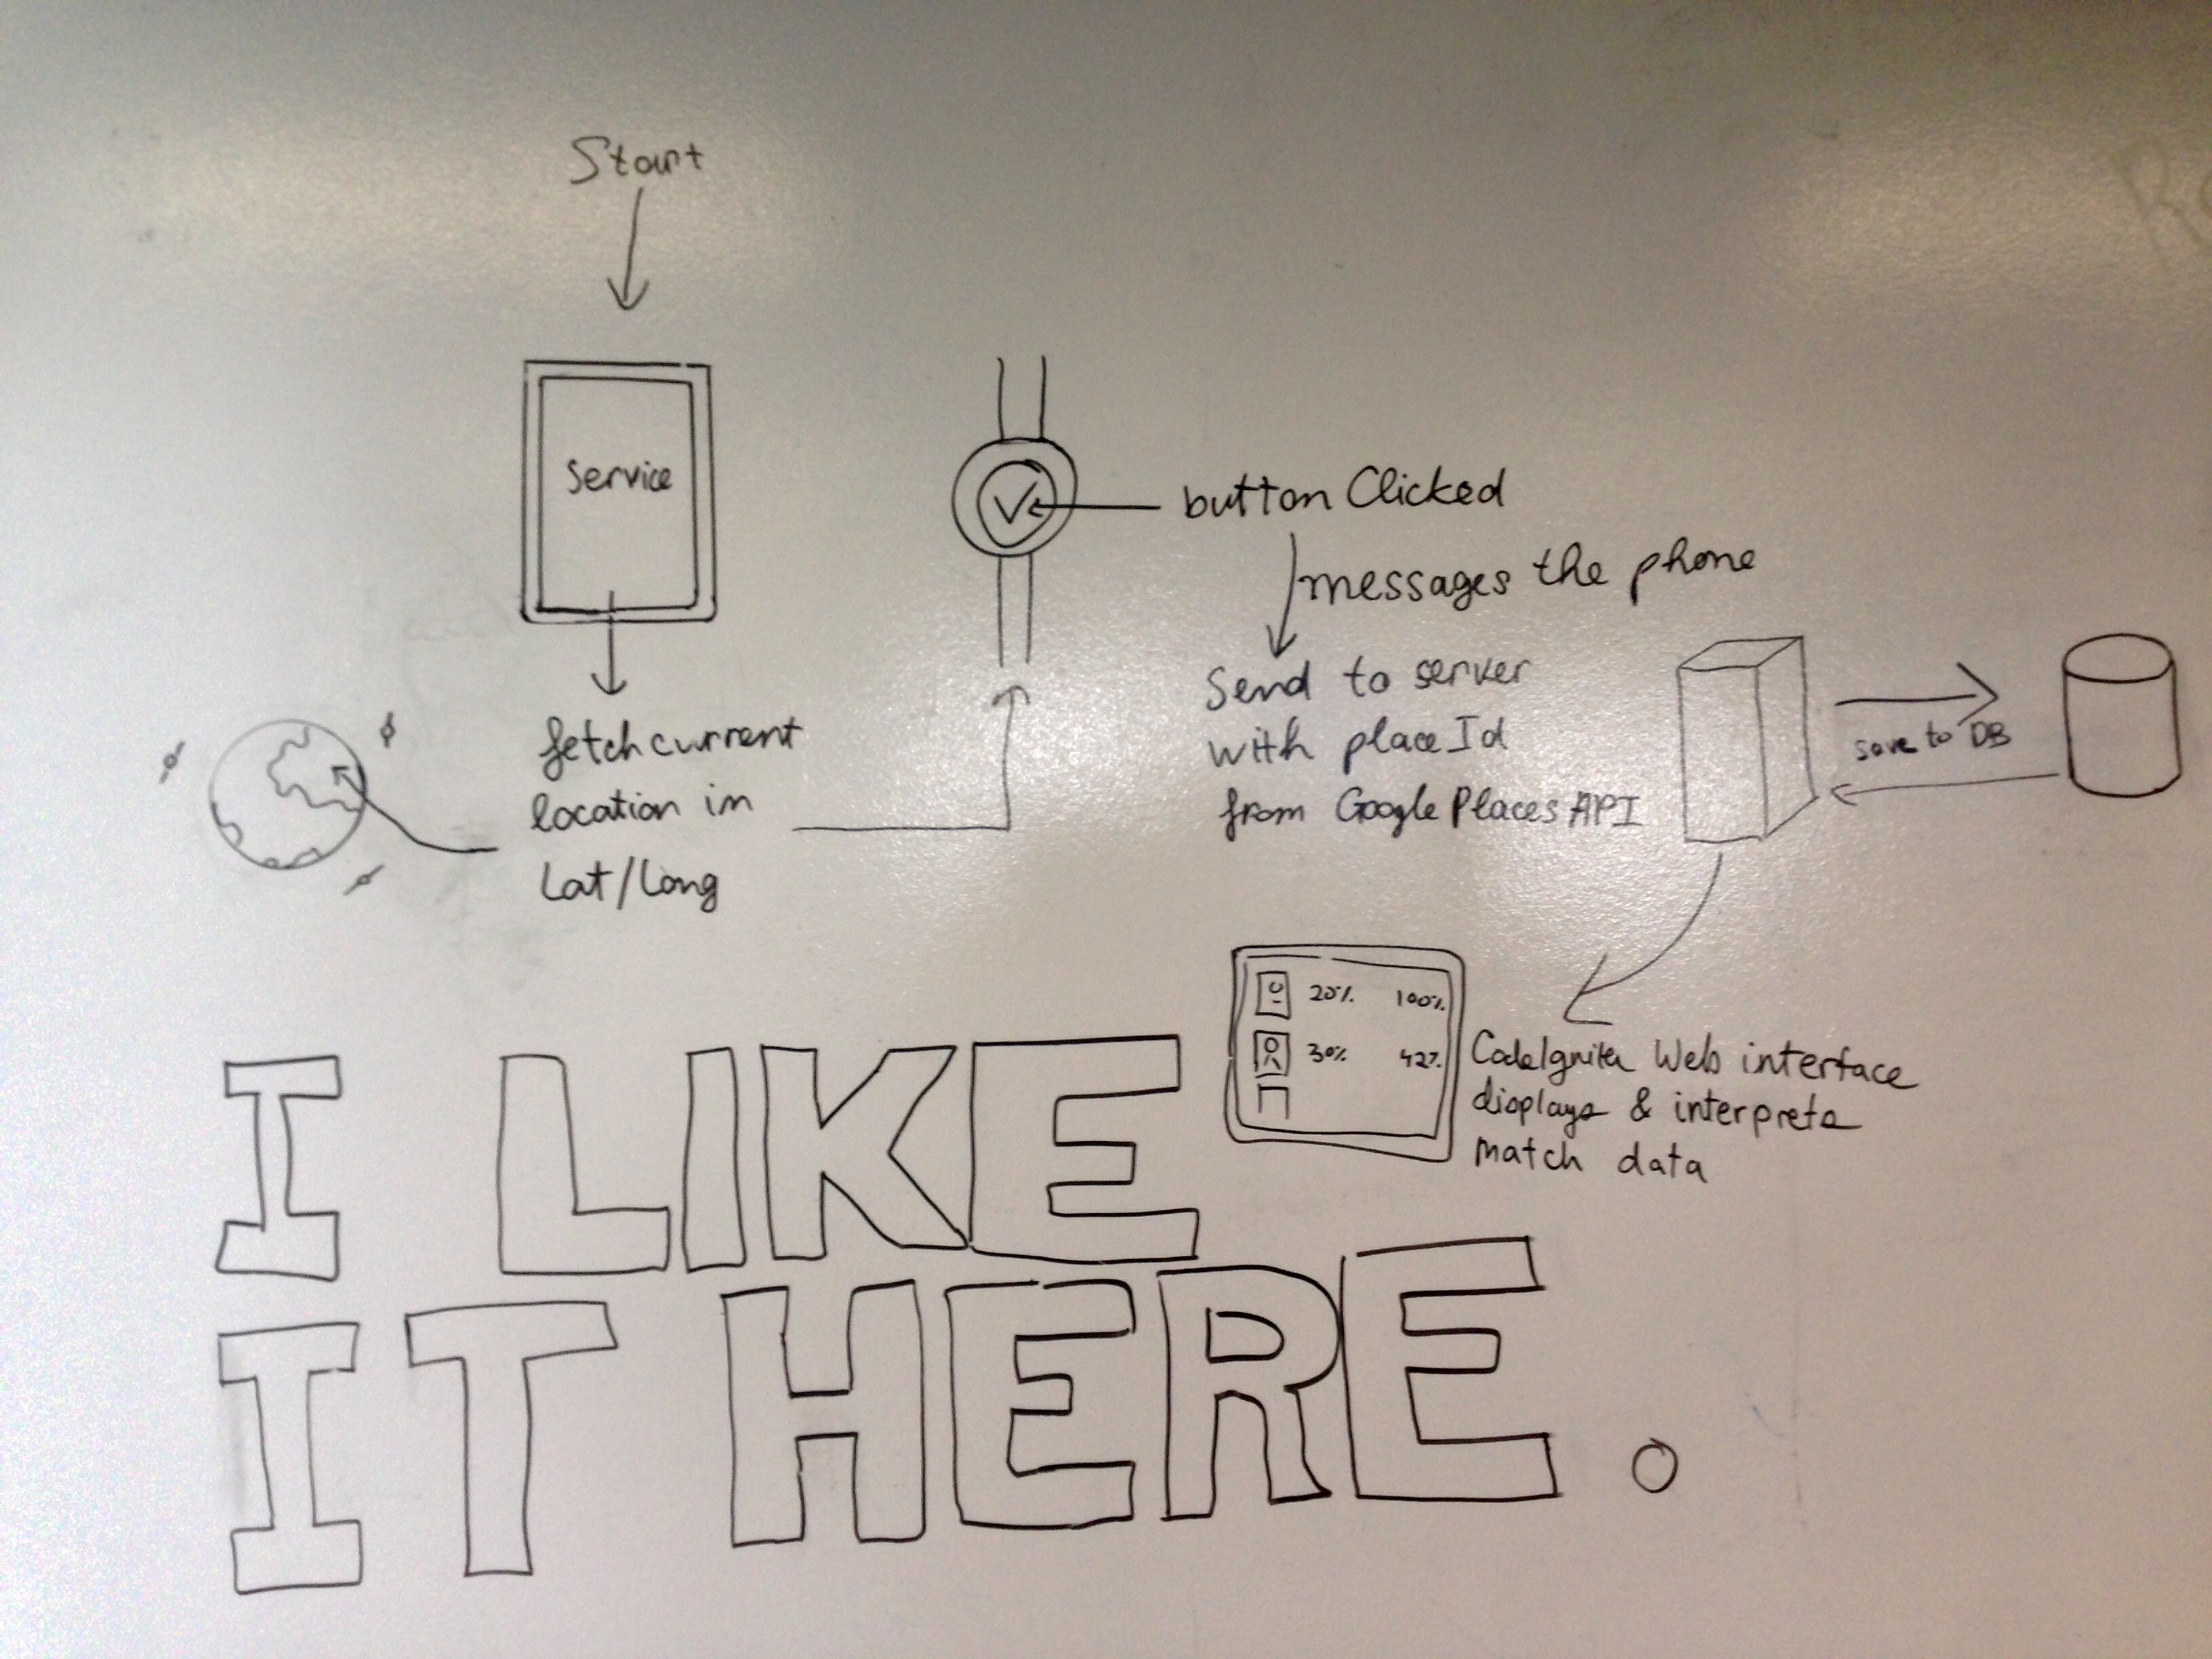 Start
Service
fetch current
location in
Lat/Long
button Clicked
messages the phone
Send to server
with placeId
from Google Places API
save to DB
20% 100%
30% 42%
CodeIgniter Web interface
displays & interprets
match data
I LIKE
IT HERE.